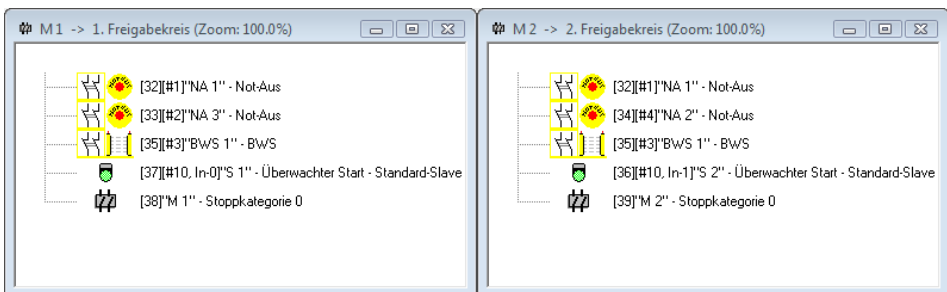 M 1 -> 1. Freigabekreis (Zoom: 100.0%)
[32][#1]"NA 1" - Not-Aus
[33][#2]"NA 3" - Not-Aus
[35][#3]"BWS 1" - BWS
[37][#10, In-0]"S 1" - Überwachter Start - Standard-Slave
[38]"M 1" - Stoppkategorie 0
M 2 -> 2. Freigabekreis (Zoom: 100.0%)
[32][#1]"NA 1" - Not-Aus
[34][#4]"NA 2" - Not-Aus
[35][#3]"BWS 1" - BWS
[36][#10, In-1]"S 2" - Überwachter Start - Standard-Slave
[39]"M 2" - Stoppkategorie 0